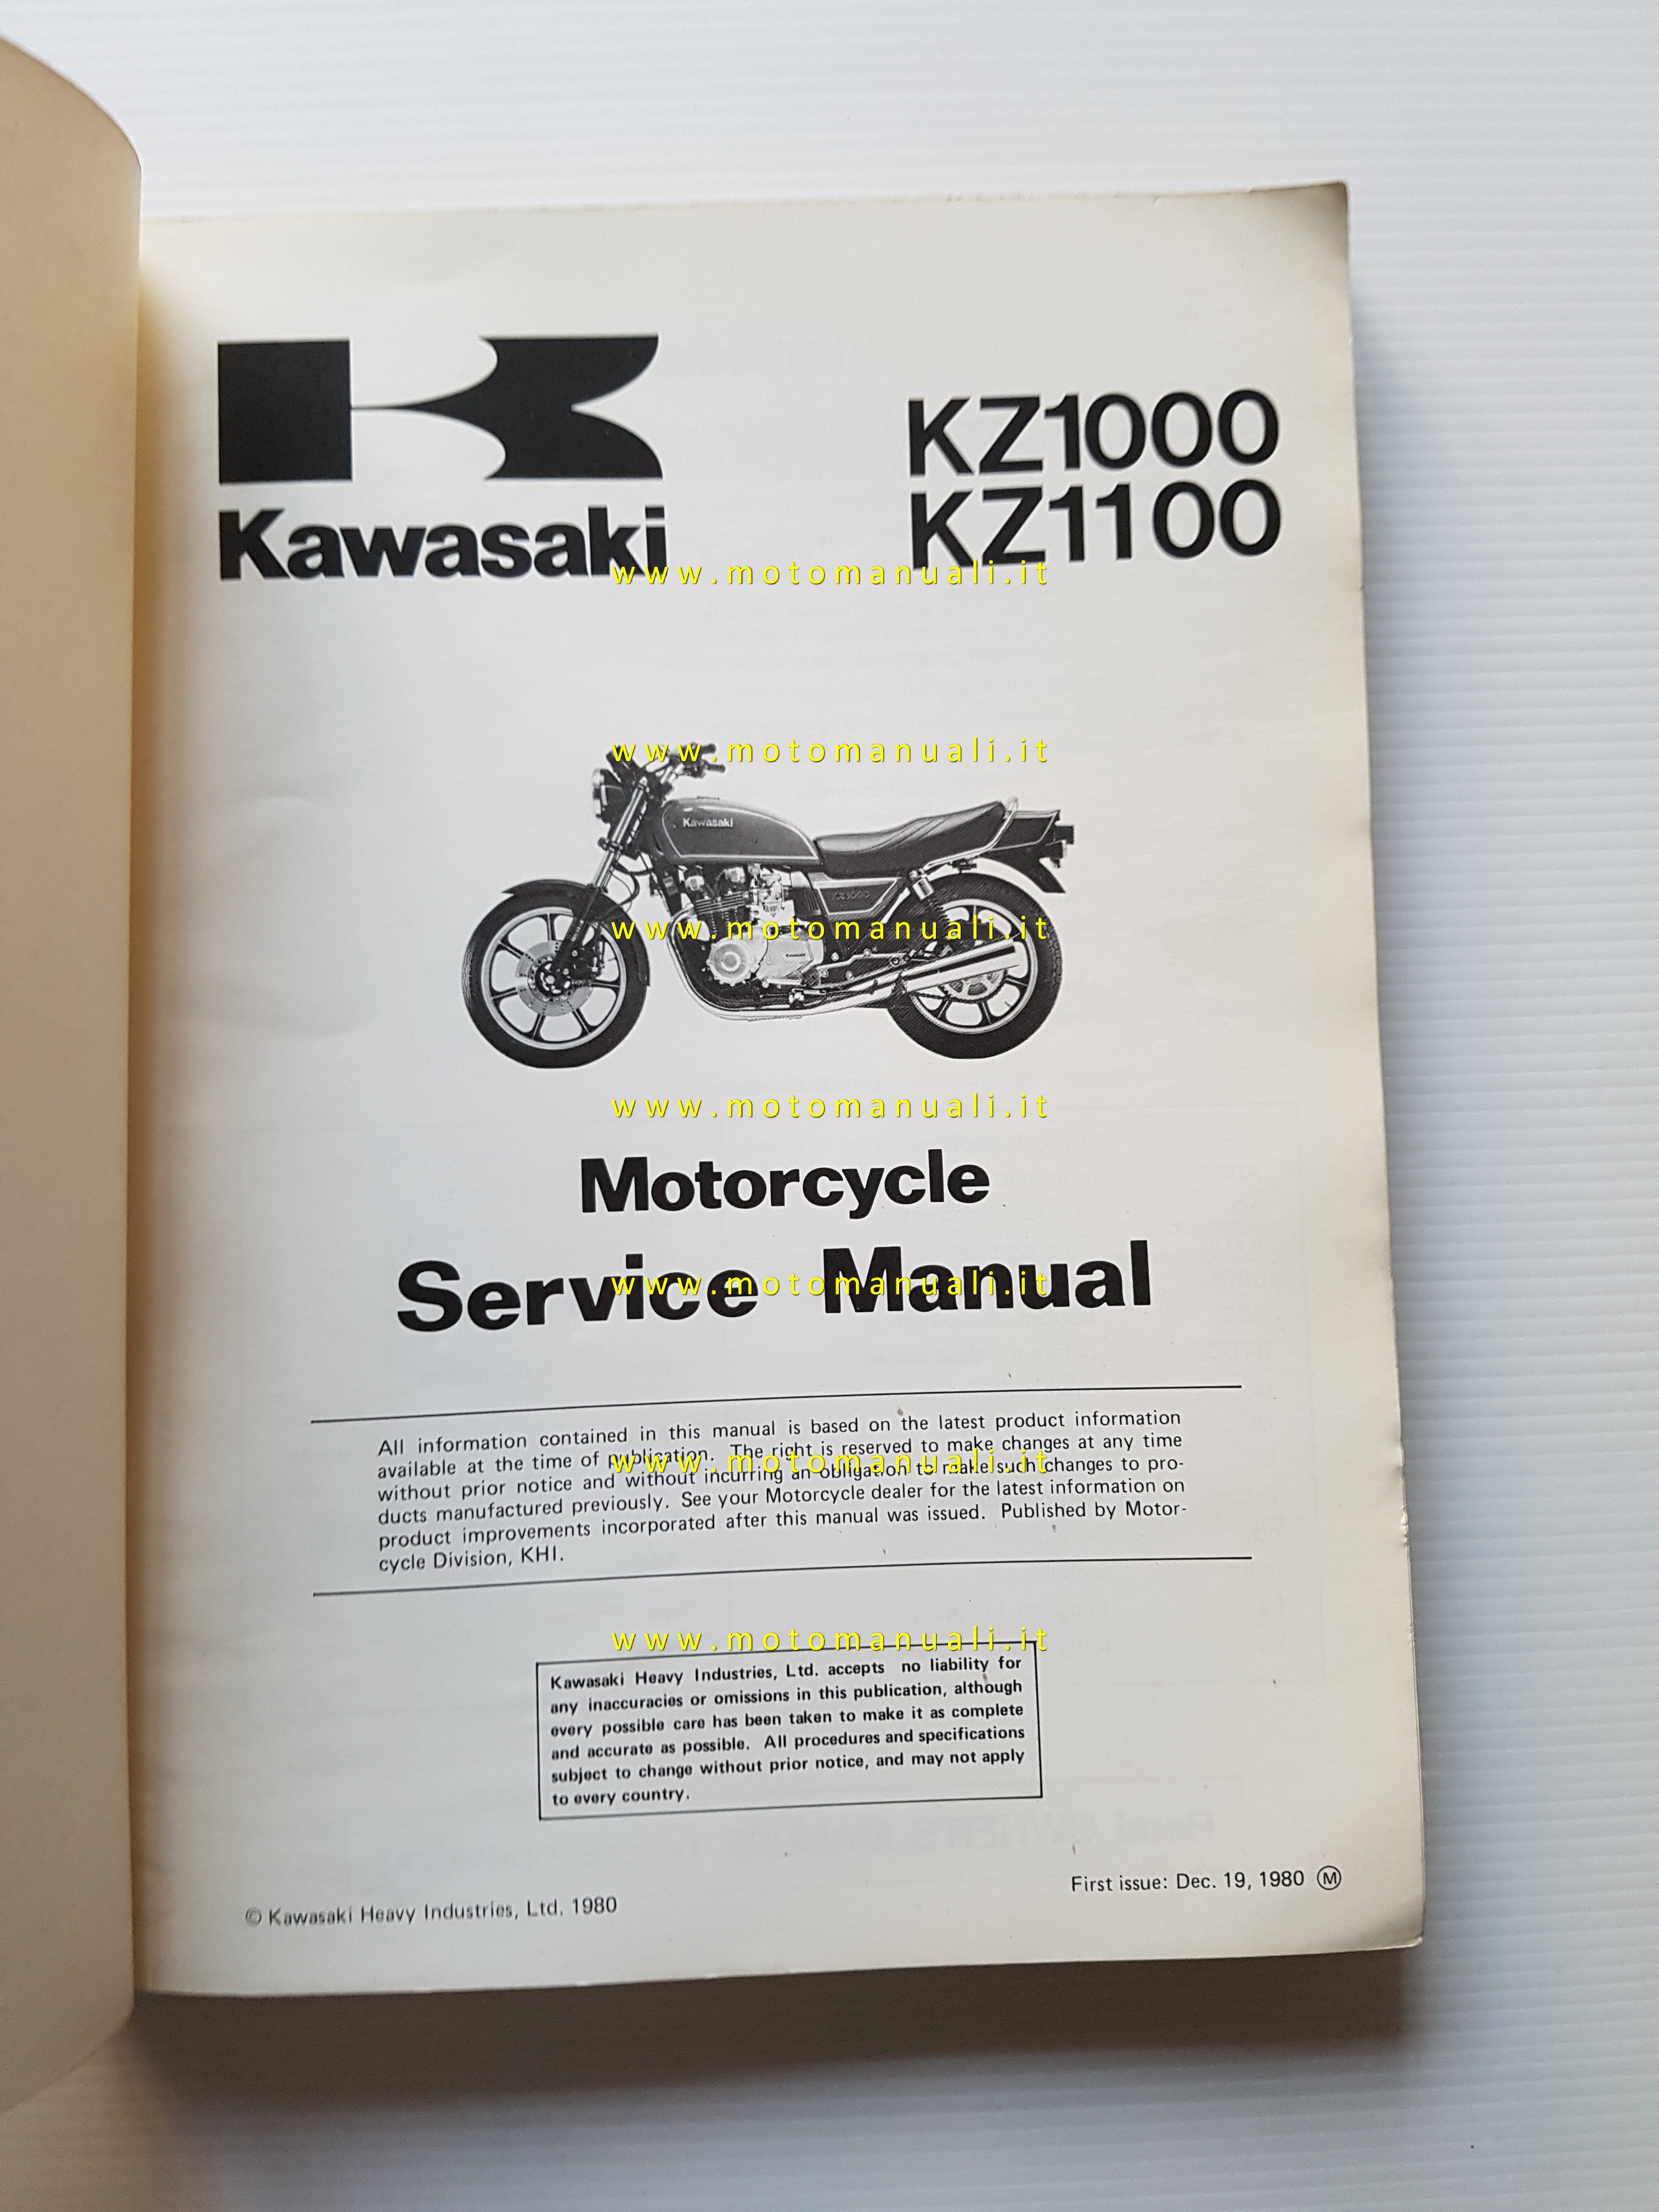 Kawasaki
KZ1000
KZ1100
www.motomanuali.it
www.motomanuali.it
Kawasaki
KZ1000
www.motomanuali.it
www.motomanuali.it
Motorcycle
Service Manual
www.motomanuali.it
All information contained in this manual is based on the latest product information
available at the time of publication. The right is reserved to make changes at any time
www.motomanuali.it
without prior notice and without incurring an obligation to make such changes to pro-
ducts manufactured previously. See your Motorcycle dealer for the latest information on
product improvements incorporated after this manual was issued. Published by Motor-
cycle Division, KHI.
www.motomanuali.it
Kawasaki Heavy Industries, Ltd. accepts no liability for
any inaccuracies or omissions in this publication, although
every possible care has been taken to make it as complete
and accurate as possible. All procedures and specifications
subject to change without prior notice, and may not apply
to every country.
© Kawasaki Heavy Industries, Ltd. 1980
First issue: Dec. 19, 1980 Ⓜ